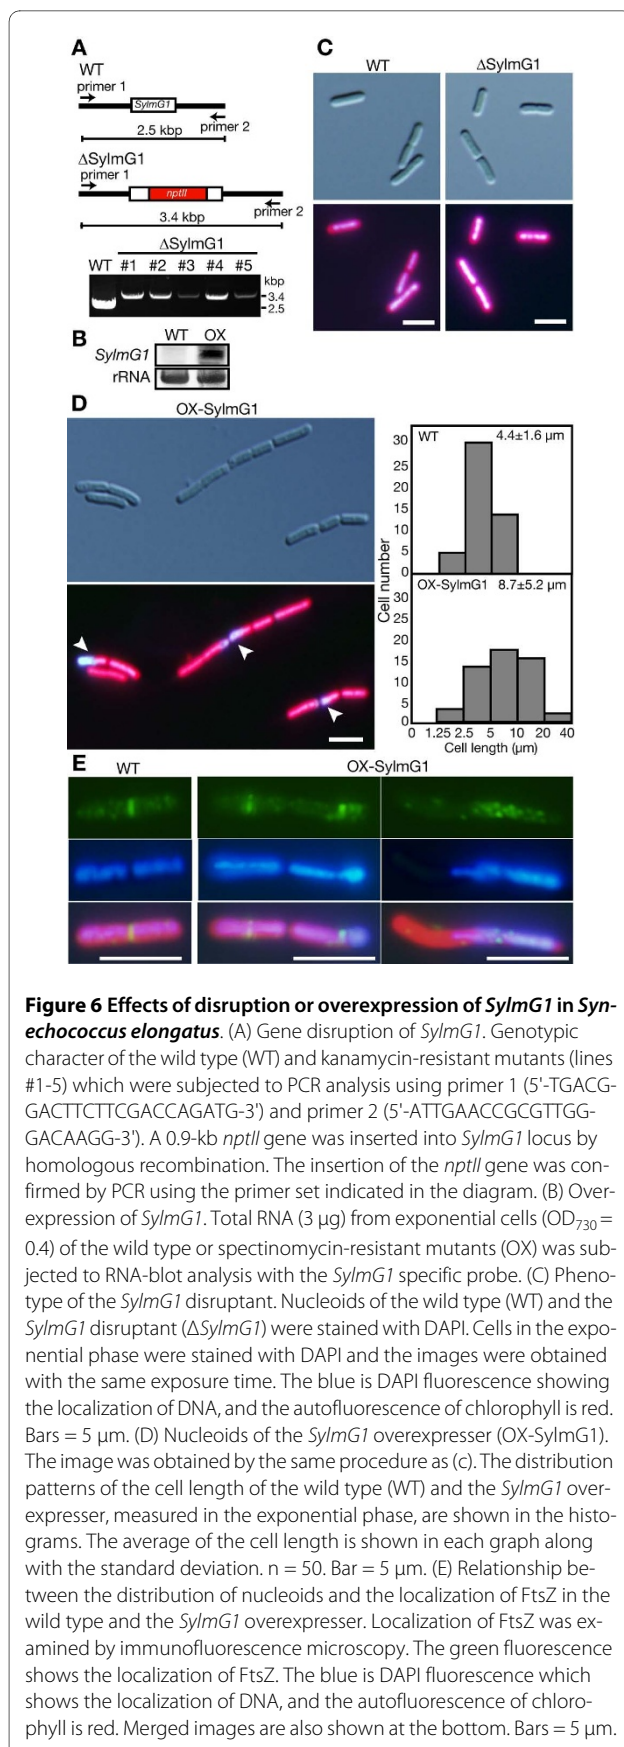 A
WT
primer 1
SylmG1
primer 2
2.5 kbp
ΔSylmG1
primer 1
nptII
primer 2
3.4 kbp
ΔSylmG1
WT #1 #2 #3 #4 #5 kbp
3.4
2.5
B
WT OX
SylmG1
rRNA
C
WT ΔSylmG1
D
OX-SylmG1
WT 4.4±1.6 µm
30
25
20
15
10
5
0
OX-SylmG1 8.7±5.2 µm
30
25
20
15
10
5
0
Cell number
0 1.25 2.5 5 10 20 40
Cell length (µm)
E
WT OX-SylmG1
Figure 6 Effects of disruption or overexpression of SylmG1 in Syn-
echococcus elongatus. (A) Gene disruption of SylmG1. Genotypic
character of the wild type (WT) and kanamycin-resistant mutants (lines
#1-5) which were subjected to PCR analysis using primer 1 (5'-TGACG-
GACTTCTTCGACCAGATG-3') and primer 2 (5'-ATTGAACCGCGTTGG-
GACAAGG-3'). A 0.9-kb nptII gene was inserted into SylmG1 locus by
homologous recombination. The insertion of the nptII gene was con-
firmed by PCR using the primer set indicated in the diagram. (B) Over-
expression of SylmG1. Total RNA (3 µg) from exponential cells (OD730 =
0.4) of the wild type or spectinomycin-resistant mutants (OX) was sub-
jected to RNA-blot analysis with the SylmG1 specific probe. (C) Pheno-
type of the SylmG1 disruptant. Nucleoids of the wild type (WT) and the
SylmG1 disruptant (ΔSylmG1) were stained with DAPI. Cells in the expo-
nential phase were stained with DAPI and the images were obtained
with the same exposure time. The blue is DAPI fluorescence showing
the localization of DNA, and the autofluorescence of chlorophyll is red.
Bars = 5 µm. (D) Nucleoids of the SylmG1 overexpresser (OX-SylmG1).
The image was obtained by the same procedure as (c). The distribution
patterns of the cell length of the wild type (WT) and the SylmG1 over-
expresser, measured in the exponential phase, are shown in the histo-
grams. The average of the cell length is shown in each graph along
with the standard deviation. n = 50. Bar = 5 µm. (E) Relationship be-
tween the distribution of nucleoids and the localization of FtsZ in the
wild type and the SylmG1 overexpresser. Localization of FtsZ was ex-
amined by immunofluorescence microscopy. The green fluorescence
shows the localization of FtsZ. The blue is DAPI fluorescence which
shows the localization of DNA, and the autofluorescence of chloro-
phyll is red. Merged images are also shown at the bottom. Bars = 5 µm.